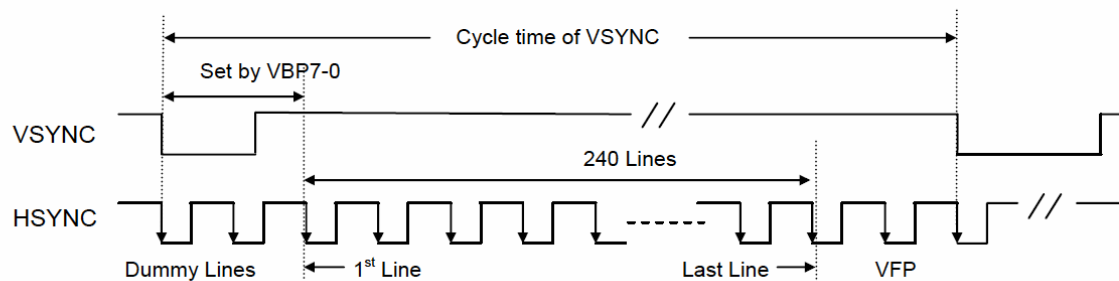 Cycle time of VSYNC
Set by VBP7-0
VSYNC
240 Lines
HSYNC
Dummy Lines
1st Line
Last Line
VFP